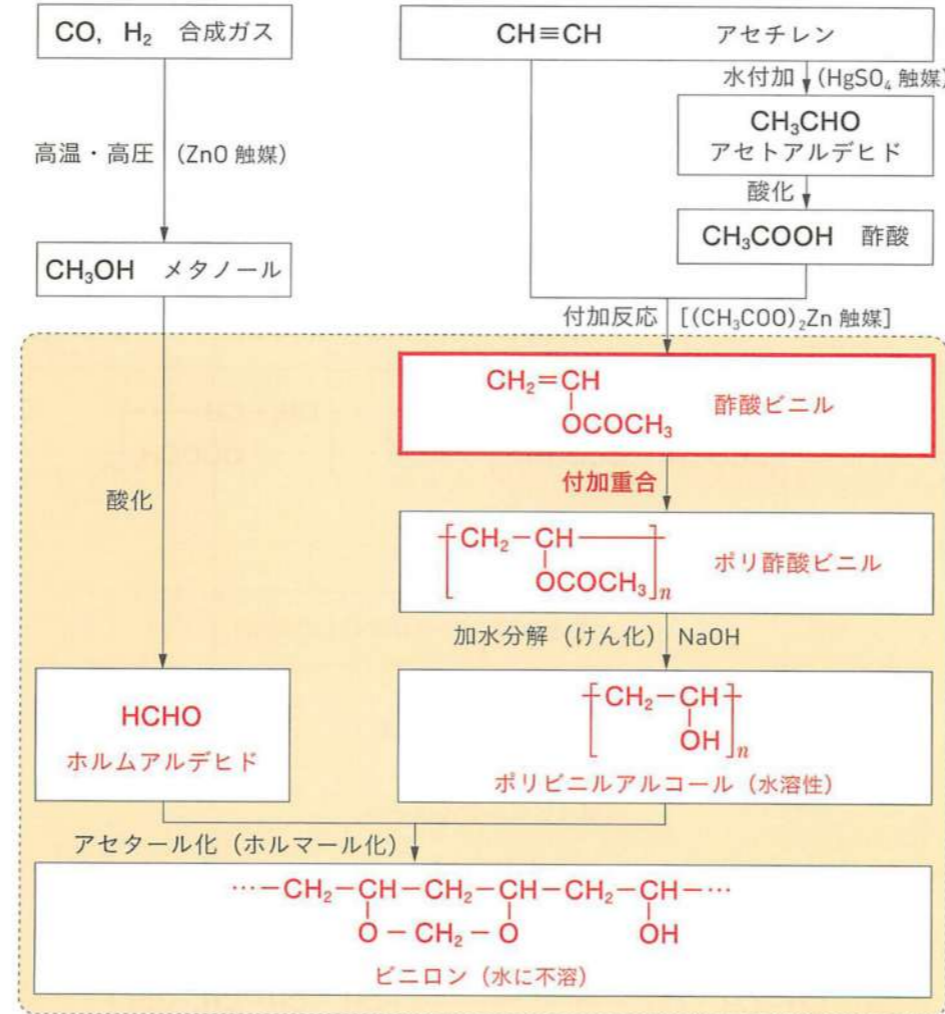 CO, H₂ 合成ガス
CH≡CH アセチレン
水付加 (HgSO₄ 触媒)
CH₃CHO
アセトアルデヒド
高温・高圧 (ZnO 触媒)
酸化
CH₃COOH 酢酸
CH₃OH メタノール
付加反応 [(CH₃COO)₂Zn 触媒]
CH₂=CH
OCOCH₃
酢酸ビニル
付加重合
酸化
CH₂-CH
OCOCH₃ n
ポリ酢酸ビニル
加水分解（けん化） NaOH
HCHO
ホルムアルデヒド
CH₂-CH
OH n
ポリビニルアルコール（水溶性）
アセタール化（ホルマール化）
…-CH₂-CH-CH₂-CH-CH₂-CH-…
O-CH₂-O OH
ビニロン（水に不溶）